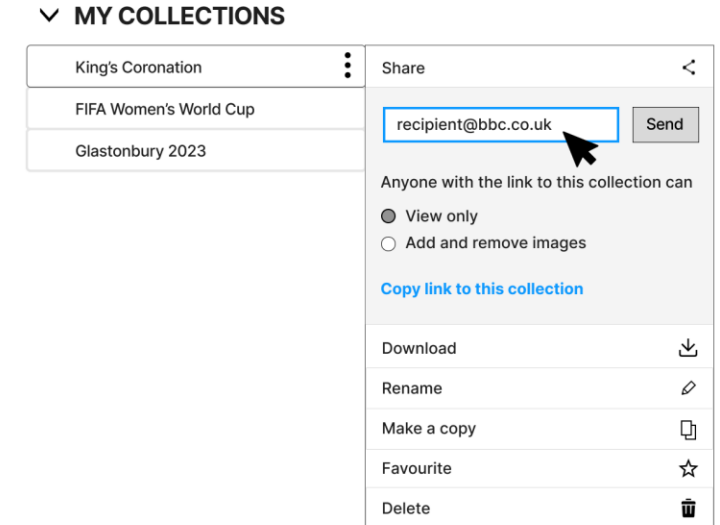 MY COLLECTIONS
King's Coronation
FIFA Women's World Cup
Glastonbury 2023
Share
recipient@bbc.co.uk
Send
Anyone with the link to this collection can
View only
Add and remove images
Copy link to this collection
Download
Rename
Make a copy
Favourite
Delete